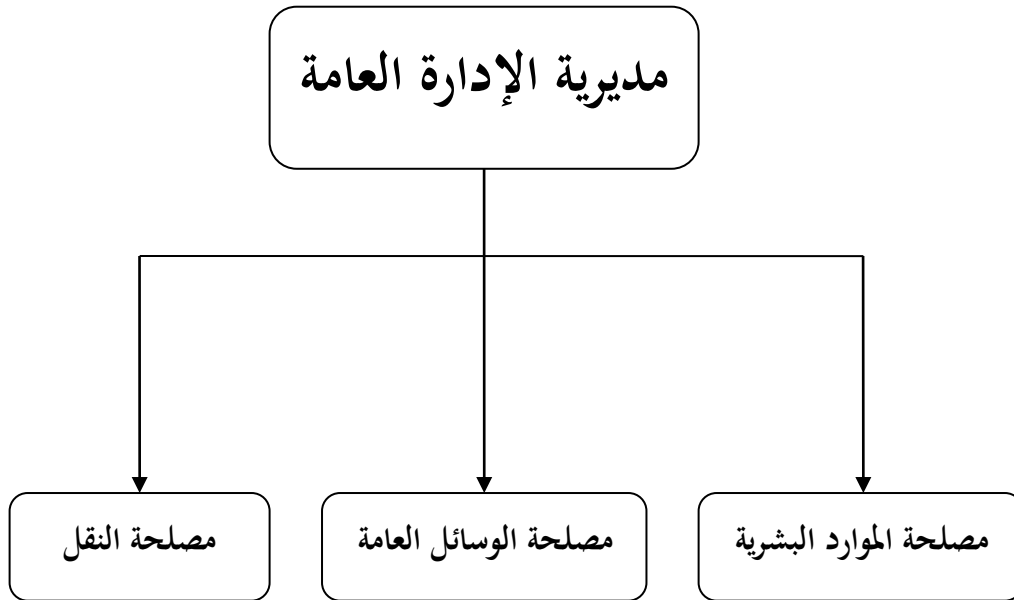 مديرية الإدارة العامة
مصلحة الموارد البشرية
مصلحة الوسائل العامة
مصلحة النقل